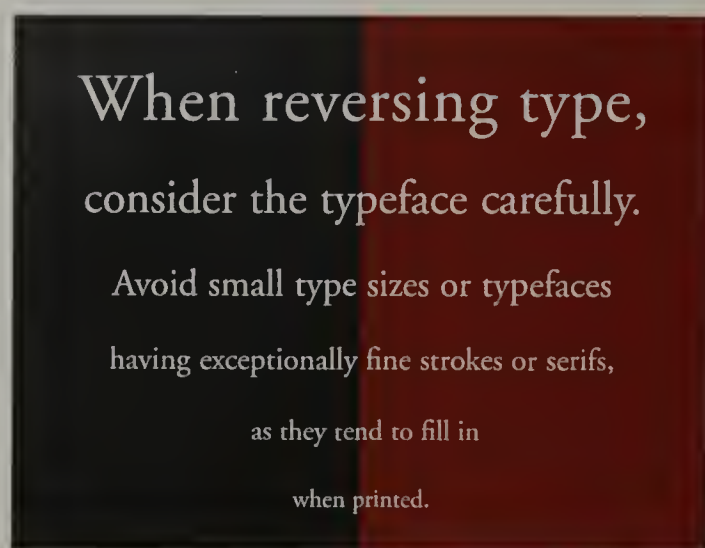 When reversing type,
consider the typeface carefully.
Avoid small type sizes or typefaces
having exceptionally fine strokes or serifs,
as they tend to fill in
when printed.